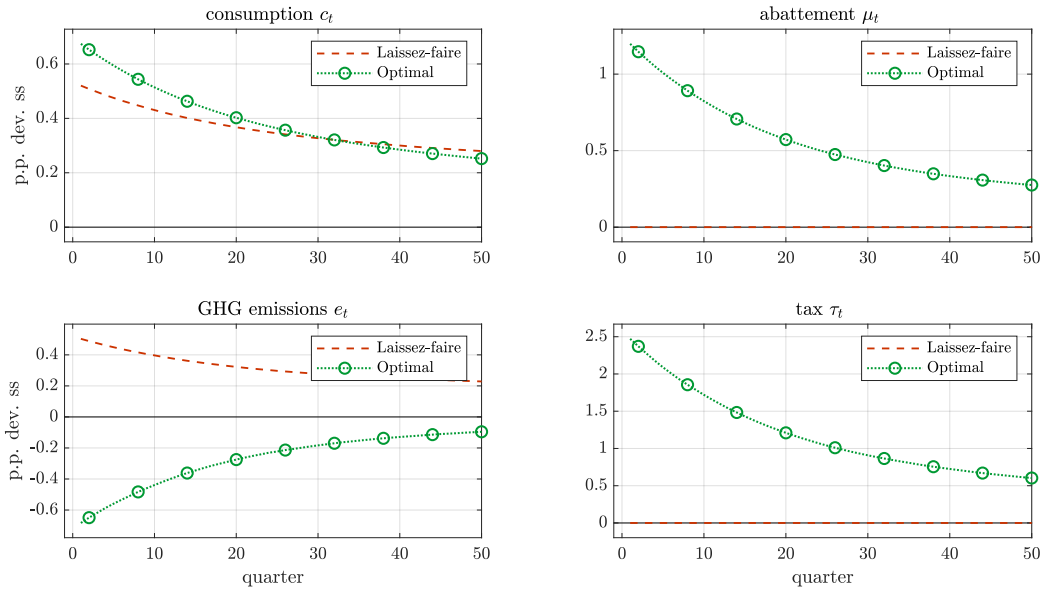 consumption c_t
p.p. dev. ss
0.6
0.4
0.2
0
0 10 20 30 40 50
Laissez-faire
Optimal
abattement μ_t
1
0.5
0
0 10 20 30 40 50
Laissez-faire
Optimal
GHG emissions e_t
p.p. dev. ss
0.4
0.2
0
-0.2
-0.4
-0.6
0 10 20 30 40 50
quarter
Laissez-faire
Optimal
tax τ_t
2.5
2
1.5
1
0.5
0
0 10 20 30 40 50
quarter
Laissez-faire
Optimal